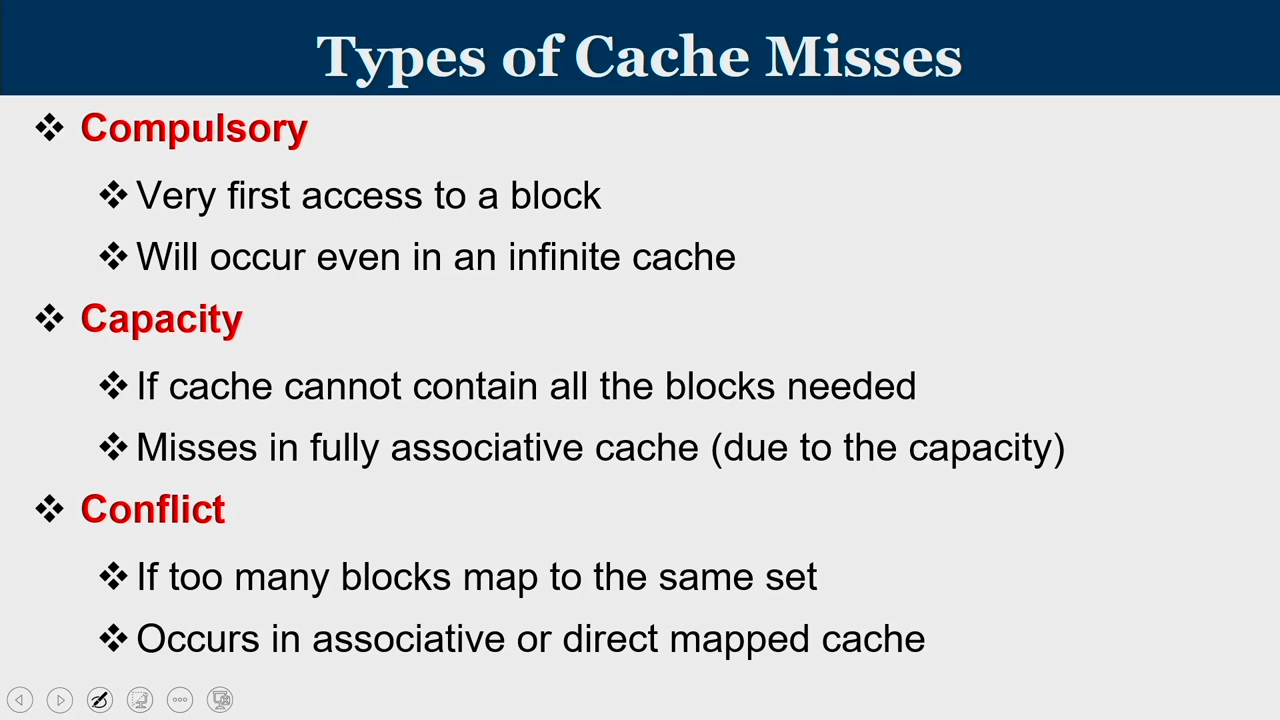 Types of Cache Misses
❖ Compulsory
❖ Very first access to a block
❖ Will occur even in an infinite cache
❖ Capacity
❖ If cache cannot contain all the blocks needed
❖ Misses in fully associative cache (due to the capacity)
❖ Conflict
❖ If too many blocks map to the same set
❖ Occurs in associative or direct mapped cache